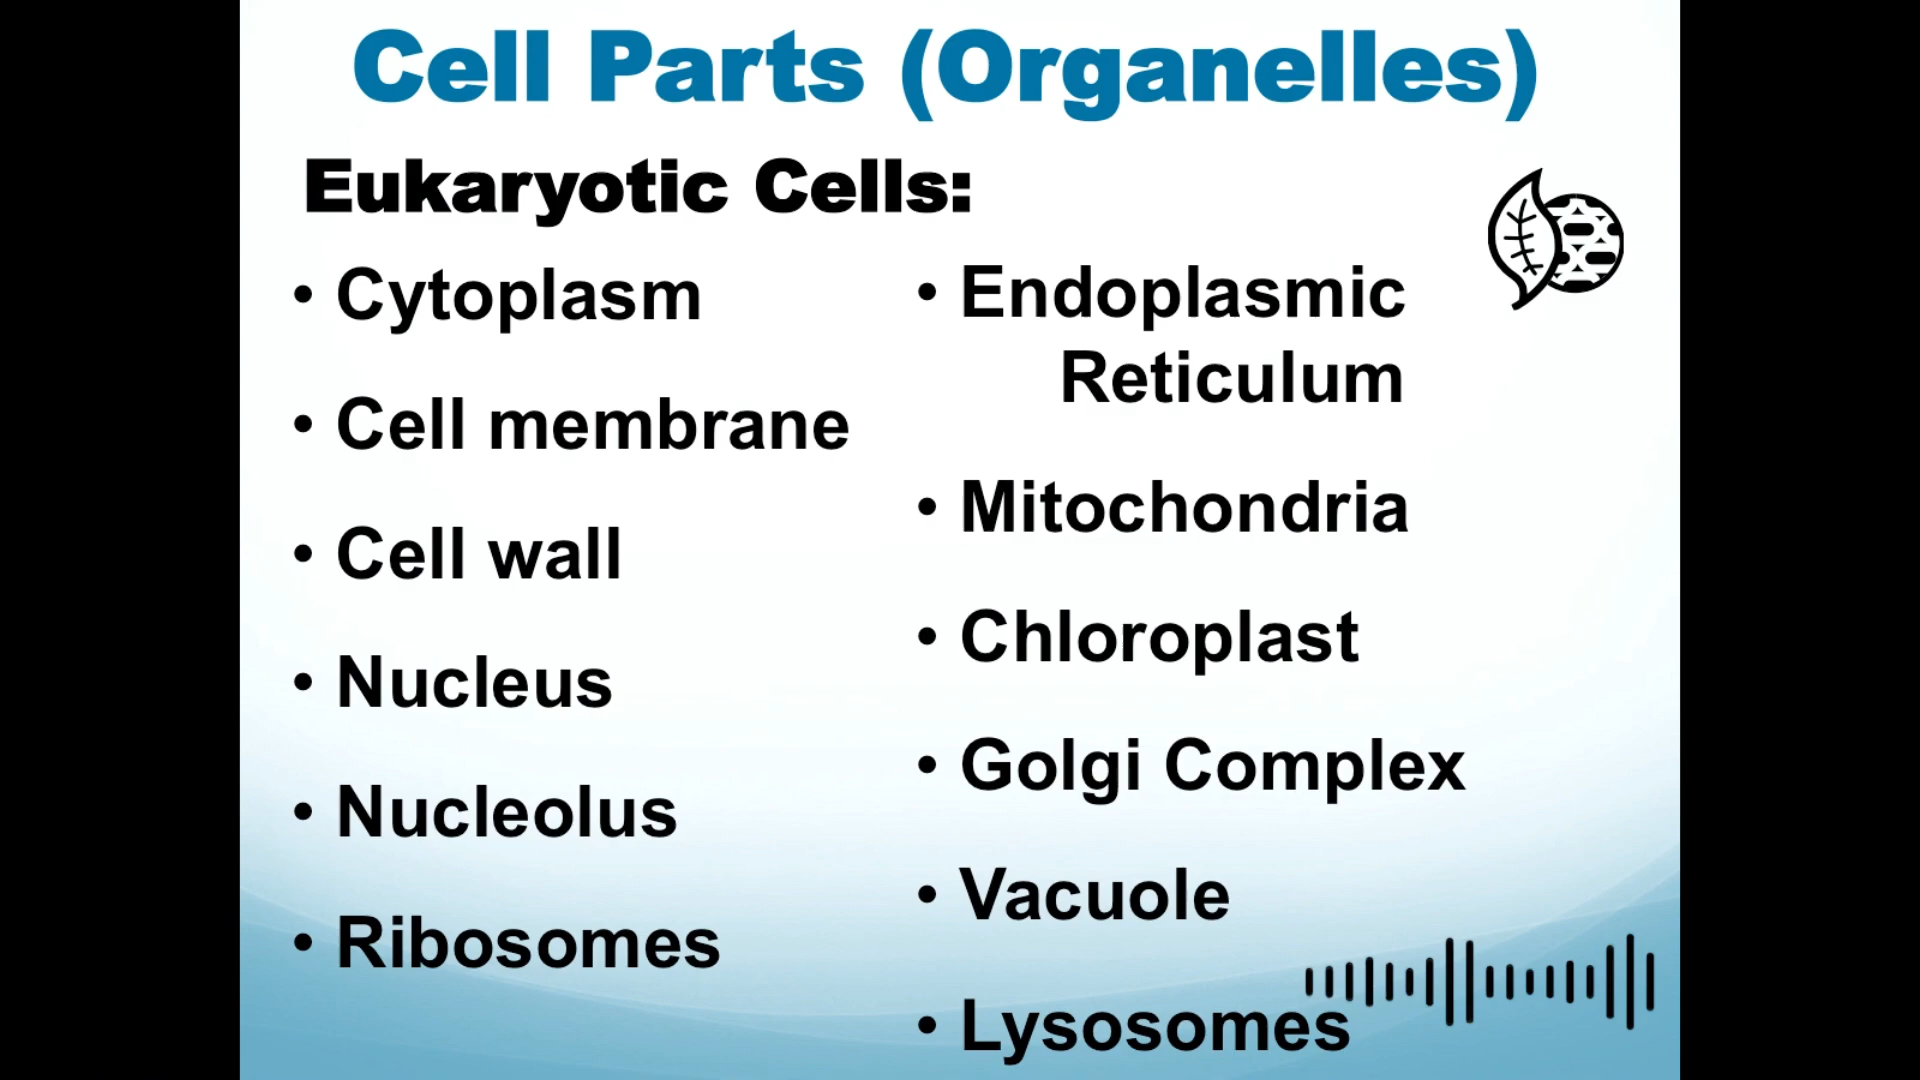 Cell Parts (Organelles)
Eukaryotic Cells:
• Cytoplasm
• Cell membrane
• Cell wall
• Nucleus
• Nucleolus
• Ribosomes
• Endoplasmic
Reticulum
• Mitochondria
• Chloroplast
• Golgi Complex
• Vacuole
• Lysosomes